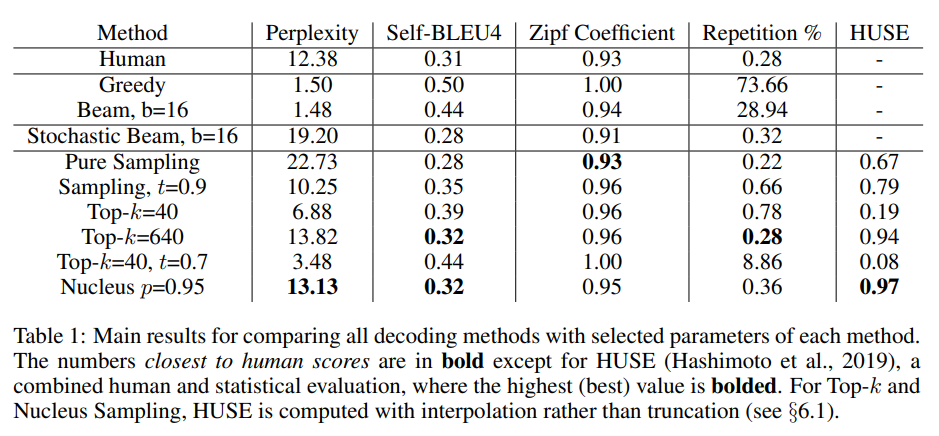 Method Perplexity Self-BLEU4 Zipf Coefficient Repetition % HUSE
Human 12.38 0.31 0.93 0.28 -
Greedy 1.50 0.50 1.00 73.66 -
Beam, b=16 1.48 0.44 0.94 28.94 -
Stochastic Beam, b=16 19.20 0.28 0.91 0.32 -
Pure Sampling 22.73 0.28 0.93 0.22 0.67
Sampling, t=0.9 10.25 0.35 0.96 0.66 0.79
Top-k=40 6.88 0.39 0.96 0.78 0.19
Top-k=640 13.82 0.32 0.96 0.28 0.94
Top-k=40, t=0.7 3.48 0.44 1.00 8.86 0.08
Nucleus p=0.95 13.13 0.32 0.95 0.36 0.97
Table 1: Main results for comparing all decoding methods with selected parameters of each method.
The numbers closest to human scores are in bold except for HUSE (Hashimoto et al., 2019), a
combined human and statistical evaluation, where the highest (best) value is bolded. For Top-k and
Nucleus Sampling, HUSE is computed with interpolation rather than truncation (see §6.1).